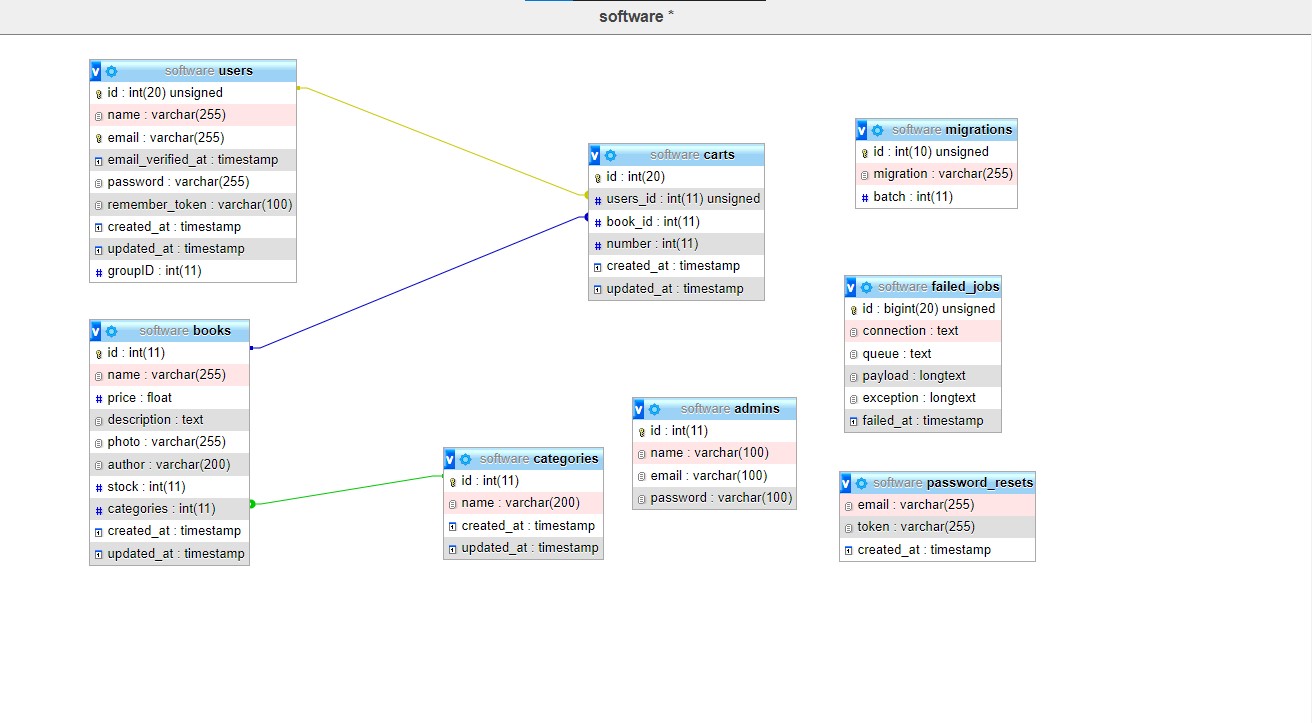 software *
software users
id : int(20) unsigned
name : varchar(255)
email : varchar(255)
email_verified_at : timestamp
password : varchar(255)
remember_token : varchar(100)
created_at : timestamp
updated_at : timestamp
groupID : int(11)
software books
id : int(11)
name : varchar(255)
price : float
description : text
photo : varchar(255)
author : varchar(200)
stock : int(11)
categories : int(11)
created_at : timestamp
updated_at : timestamp
software carts
id : int(20)
users_id : int(11) unsigned
book_id : int(11)
number : int(11)
created_at : timestamp
updated_at : timestamp
software categories
id : int(11)
name : varchar(200)
created_at : timestamp
updated_at : timestamp
software admins
id : int(11)
name : varchar(100)
email : varchar(100)
password : varchar(100)
software migrations
id : int(10) unsigned
migration : varchar(255)
batch : int(11)
software failed_jobs
id : bigint(20) unsigned
connection : text
queue : text
payload : longtext
exception : longtext
failed_at : timestamp
software password_resets
email : varchar(255)
token : varchar(255)
created_at : timestamp